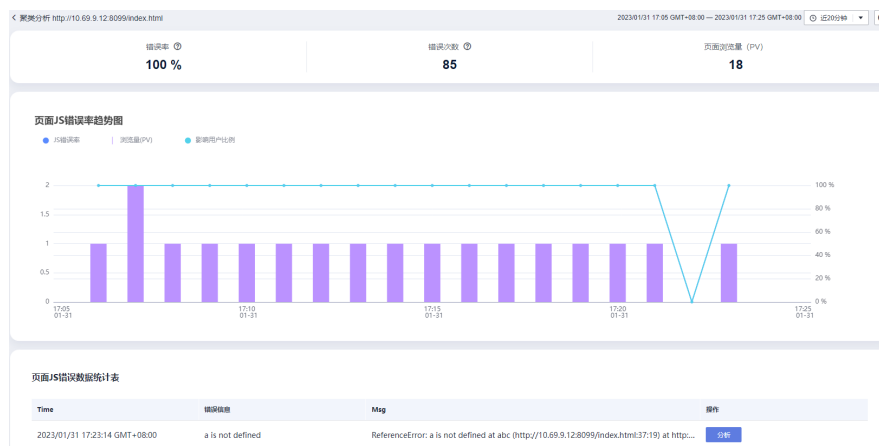 聚类分析 http://10.69.9.12:8099/index.html 2023/01/31 17:05 GMT+08:00 — 2023/01/31 17:25 GMT+08:00 近20分钟
错误率 错误次数 页面浏览量（PV）
100 % 85 18
页面JS错误率趋势图
JS错误率 浏览量(PV) 影响用户比例
2 100 %
1.5 80 %
1 60 %
40 %
0.5 20 %
0 0 %
17:05 17:10 17:15 17:20 17:25
01-31 01-31 01-31 01-31 01-31
页面JS错误数据统计表
Time 错误信息 Msg 操作
2023/01/31 17:23:14 GMT+08:00 a is not defined ReferenceError: a is not defined at abc (http://10.69.9.12:8099/index.html:37:19) at http:... 分析